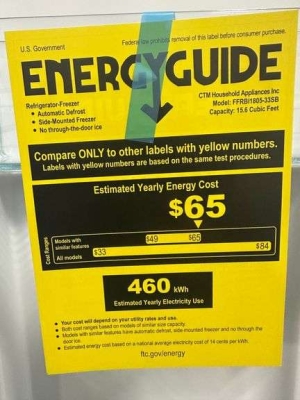 U.S. Government
Federal law prohibits removal of this label before consumer purchase.
ENERGYGUIDE
Refrigerator-Freezer
• Automatic Defrost
• Side-Mounted Freezer
• No through-the-door ice
CTM Household Appliances Inc
Model: FFRBI1805-33SB
Capacity: 15.6 Cubic Feet
Compare ONLY to other labels with yellow numbers.
Labels with yellow numbers are based on the same test procedures.
Estimated Yearly Energy Cost
$65
Cost Ranges
Models with
similar features
$49
$65
All models
$33
$84
460 kWh
Estimated Yearly Electricity Use
• Your cost will depend on your utility rates and use.
• Both cost ranges based on models of similar size capacity.
• Models with similar features have automatic defrost, side-mounted freezer and no through the
door ice.
• Estimated energy cost based on a national average electricity cost of 14 cents per kWh.
ftc.gov/energy